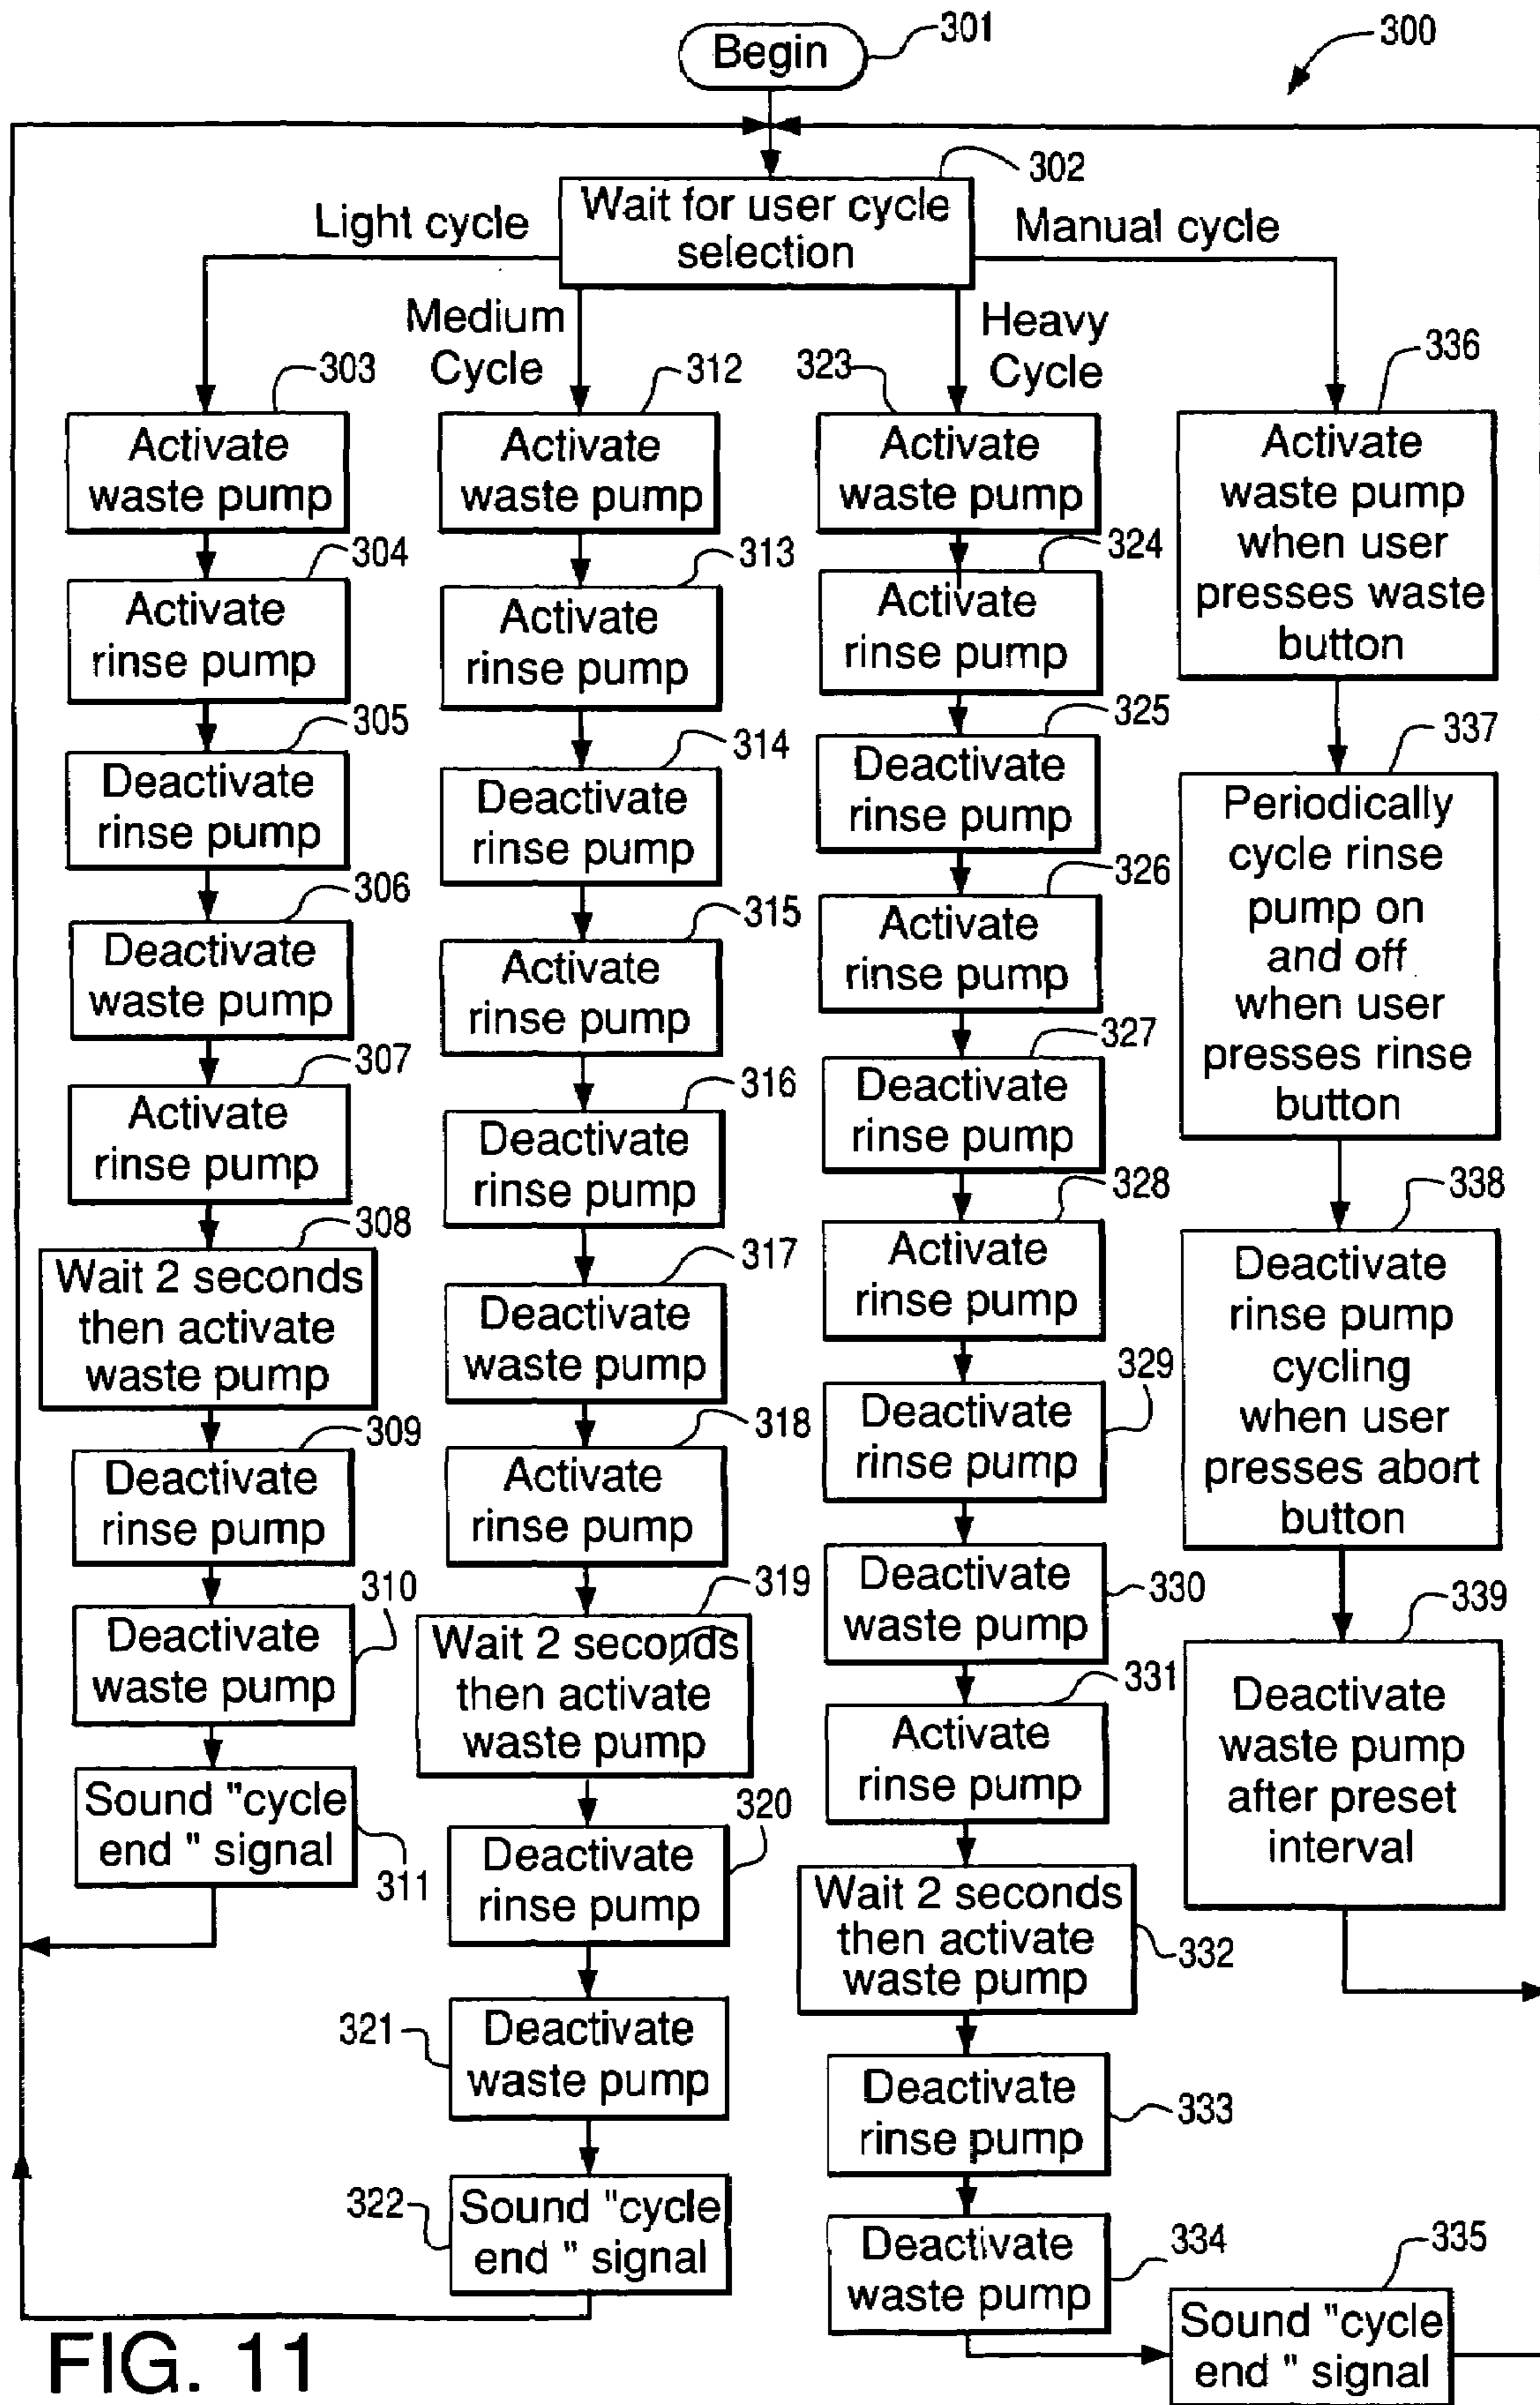 Begin
301
300
302
Wait for user cycle
selection
Light cycle
Manual cycle
Medium
Cycle
Heavy
Cycle
303
Activate
waste pump
304
Activate
rinse pump
305
Deactivate
rinse pump
306
Deactivate
waste pump
307
Activate
rinse pump
308
Wait 2 seconds
then activate
waste pump
309
Deactivate
rinse pump
310
Deactivate
waste pump
Sound "cycle
end " signal
311
312
Activate
waste pump
313
Activate
rinse pump
314
Deactivate
rinse pump
315
Activate
rinse pump
316
Deactivate
rinse pump
317
Deactivate
waste pump
318
Activate
rinse pump
319
Wait 2 seconds
then activate
waste pump
320
Deactivate
rinse pump
321
Deactivate
waste pump
322
Sound "cycle
end " signal
323
Activate
waste pump
324
Activate
rinse pump
325
Deactivate
rinse pump
326
Activate
rinse pump
327
Deactivate
rinse pump
328
Activate
rinse pump
329
Deactivate
rinse pump
330
Deactivate
waste pump
331
Activate
rinse pump
332
Wait 2 seconds
then activate
waste pump
333
Deactivate
rinse pump
334
Deactivate
waste pump
335
Sound "cycle
end " signal
336
Activate
waste pump
when user
presses waste
button
337
Periodically
cycle rinse
pump on
and off
when user
presses rinse
button
338
Deactivate
rinse pump
cycling
when user
presses abort
button
339
Deactivate
waste pump
after preset
interval
FIG. 11